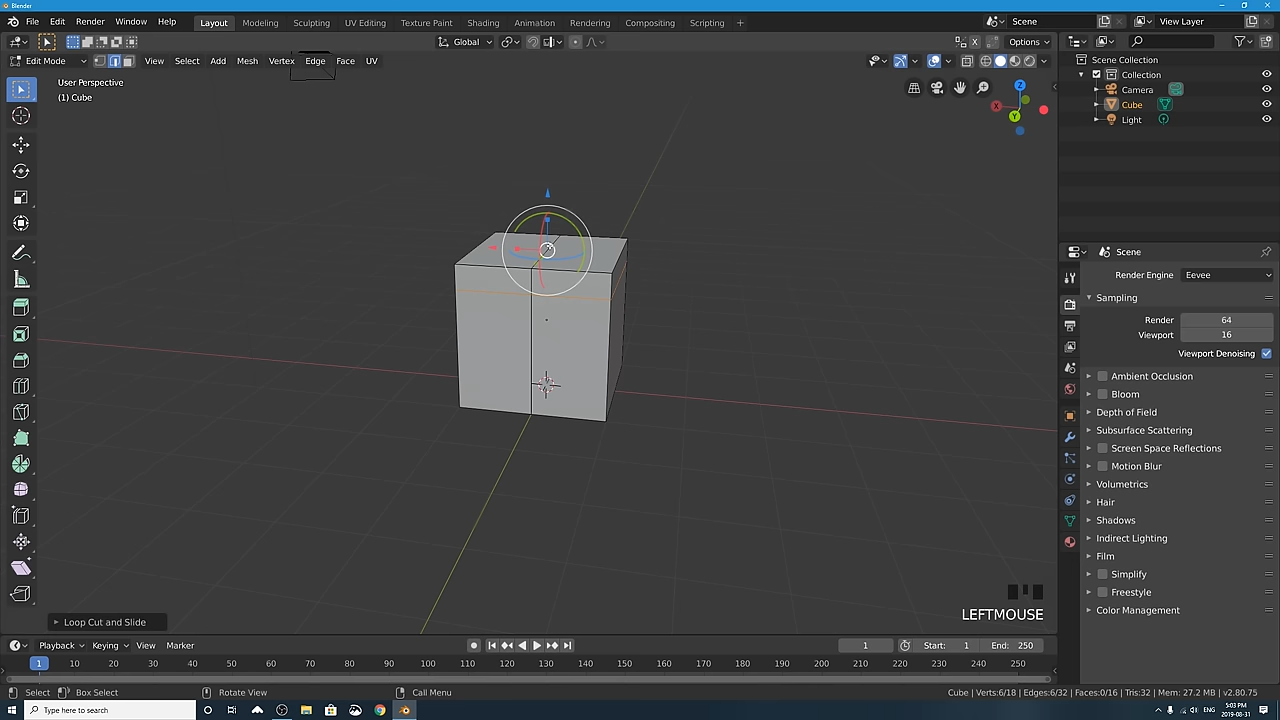 Blender
File Edit Render Window Help Layout Modeling Sculpting UV Editing Texture Paint Shading Animation Rendering Compositing Scripting + Scene View Layer
Global Options
Edit Mode View Select Add Mesh Vertex Edge Face UV
User Perspective
(1) Cube
Z
X
Y
Scene Collection
Collection
Camera
Cube
Light
Scene
Render Engine Eevee
Sampling
Render 64
Viewport 16
Viewport Denoising
Ambient Occlusion
Bloom
Depth of Field
Subsurface Scattering
Screen Space Reflections
Motion Blur
Volumetrics
Hair
Shadows
Indirect Lighting
Film
Simplify
Freestyle
Color Management
LEFTMOUSE
Loop Cut and Slide
Playback Keying View Marker 1 Start: 1 End: 250
1 10 20 30 40 50 60 70 80 90 100 110 120 130 140 150 160 170 180 190 200 210 220 230 240 250
Select Box Select Rotate View Call Menu Cube | Verts:6/18 | Edges:6/32 | Faces:0/16 | Tris:32 | Mem: 27.2 MB | v2.80.75
Type here to search ENG 5:03 PM 2019-08-31